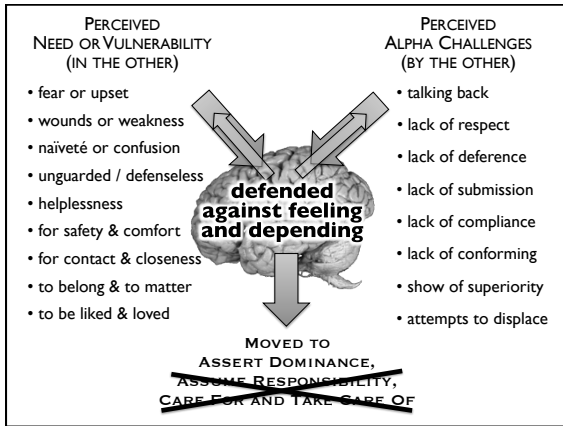 PERCEIVED
NEED OR VULNERABILITY
(IN THE OTHER)
• fear or upset
• wounds or weakness
• naïveté or confusion
• unguarded / defenseless
• helplessness
• for safety & comfort
• for contact & closeness
• to belong & to matter
• to be liked & loved
PERCEIVED
ALPHA CHALLENGES
(BY THE OTHER)
• talking back
• lack of respect
• lack of deference
• lack of submission
• lack of compliance
• lack of conforming
• show of superiority
• attempts to displace
defended
against feeling
and depending
MOVED TO
ASSERT DOMINANCE,
ASSUME RESPONSIBILITY,
CARE FOR AND TAKE CARE OF